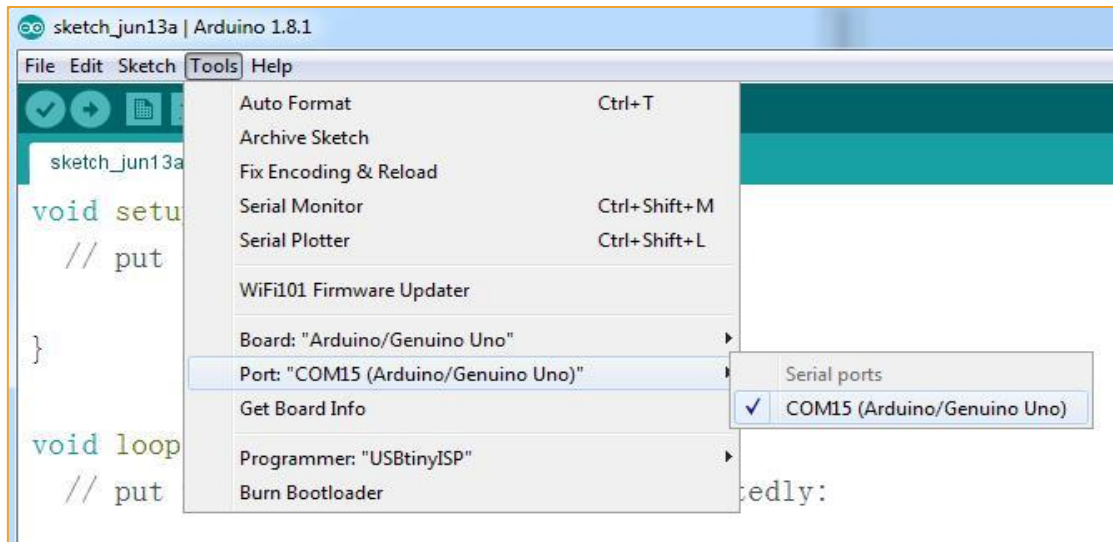 sketch_jun13a | Arduino 1.8.1
File Edit Sketch Tools Help
Auto Format Ctrl+T
Archive Sketch
sketch_jun13a
Fix Encoding & Reload
void setu
Serial Monitor Ctrl+Shift+M
Serial Plotter Ctrl+Shift+L
// put
WiFi101 Firmware Updater
Board: "Arduino/Genuino Uno"
}
Port: "COM15 (Arduino/Genuino Uno)" Serial ports
Get Board Info COM15 (Arduino/Genuino Uno)
void loop
Programmer: "USBtinyISP"
// put tedly:
Burn Bootloader